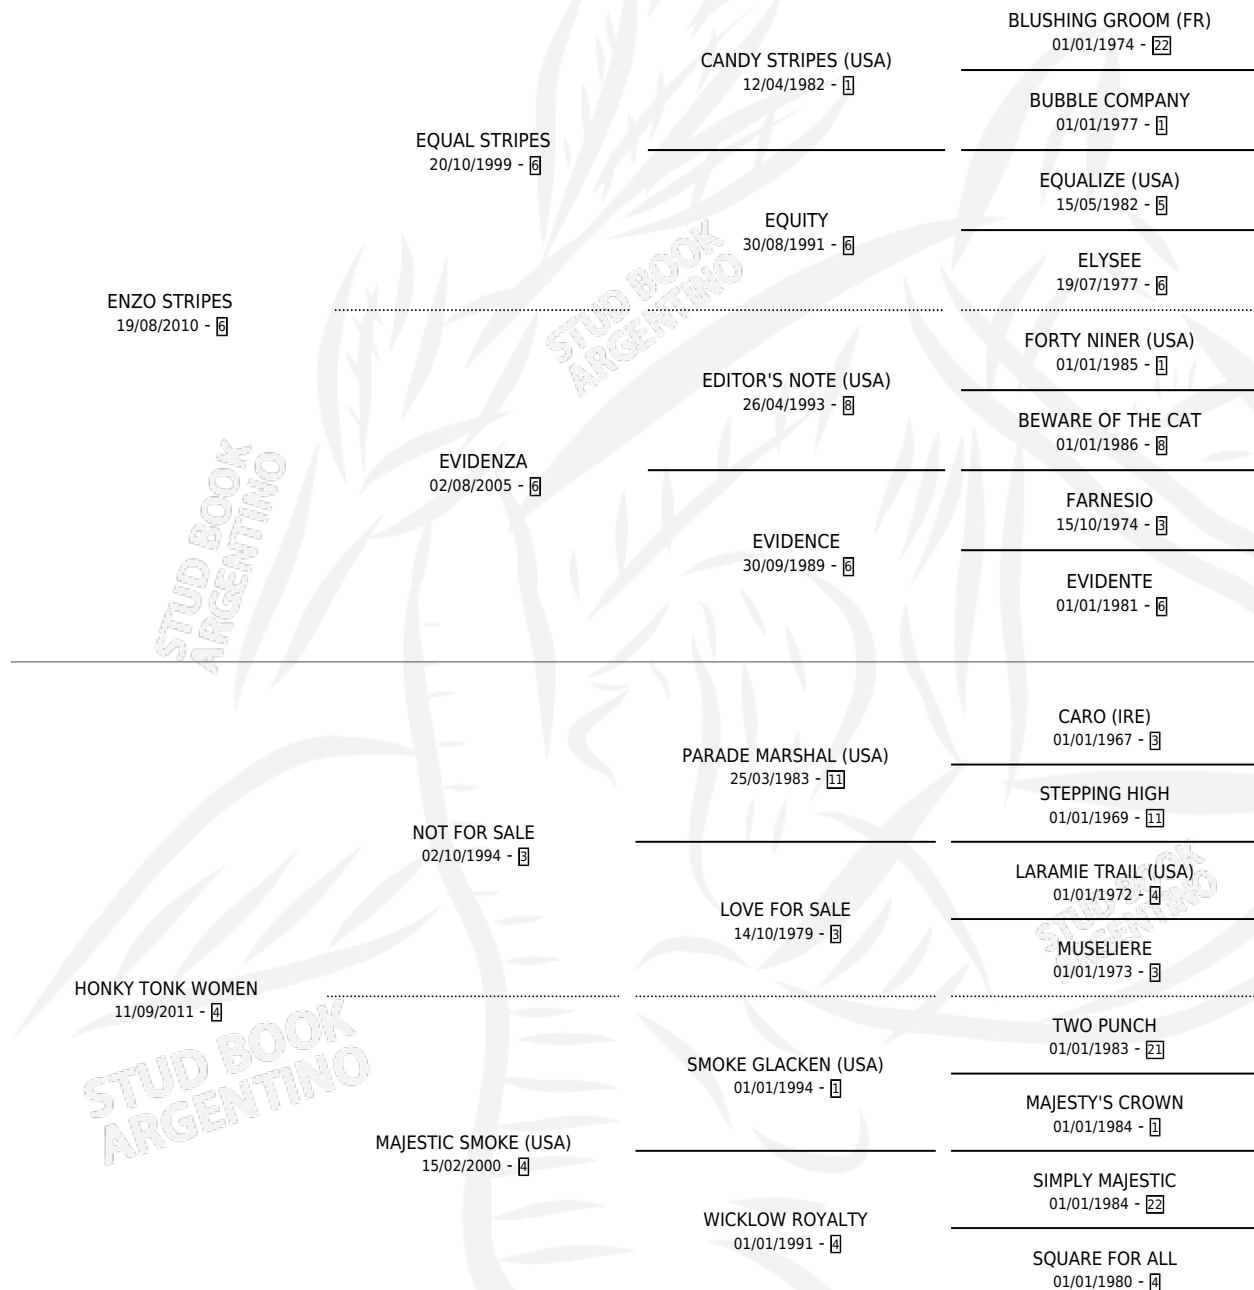 BLUSHING GROOM (FR)
01/01/1974 - 22
CANDY STRIPES (USA)
12/04/1982 - 1
BUBBLE COMPANY
01/01/1977 - 1
EQUAL STRIPES
20/10/1999 - 6
EQUALIZE (USA)
15/05/1982 - 5
EQUITY
30/08/1991 - 6
ELYSEE
19/07/1977 - 6
ENZO STRIPES
19/08/2010 - 6
FORTY NINER (USA)
01/01/1985 - 1
EDITOR'S NOTE (USA)
26/04/1993 - 8
BEWARE OF THE CAT
01/01/1986 - 8
EVIDENZA
02/08/2005 - 6
FARNESIO
15/10/1974 - 3
EVIDENCE
30/09/1989 - 6
EVIDENTE
01/01/1981 - 6
CARO (IRE)
01/01/1967 - 3
PARADE MARSHAL (USA)
25/03/1983 - 11
STEPPING HIGH
01/01/1969 - 11
NOT FOR SALE
02/10/1994 - 3
LARAMIE TRAIL (USA)
01/01/1972 - 4
LOVE FOR SALE
14/10/1979 - 3
MUSELIERE
01/01/1973 - 3
HONKY TONK WOMEN
11/09/2011 - 4
TWO PUNCH
01/01/1983 - 21
SMOKE GLACKEN (USA)
01/01/1994 - 1
MAJESTY'S CROWN
01/01/1984 - 1
MAJESTIC SMOKE (USA)
15/02/2000 - 4
SIMPLY MAJESTIC
01/01/1984 - 22
WICKLOW ROYALTY
01/01/1991 - 4
SQUARE FOR ALL
01/01/1980 - 4
STUD BOOK
ARGENTINO
STUD BOOK
ARGENTINO
STUD BOOK
ARGENTINO
STUD BOOK
ARGENTINO